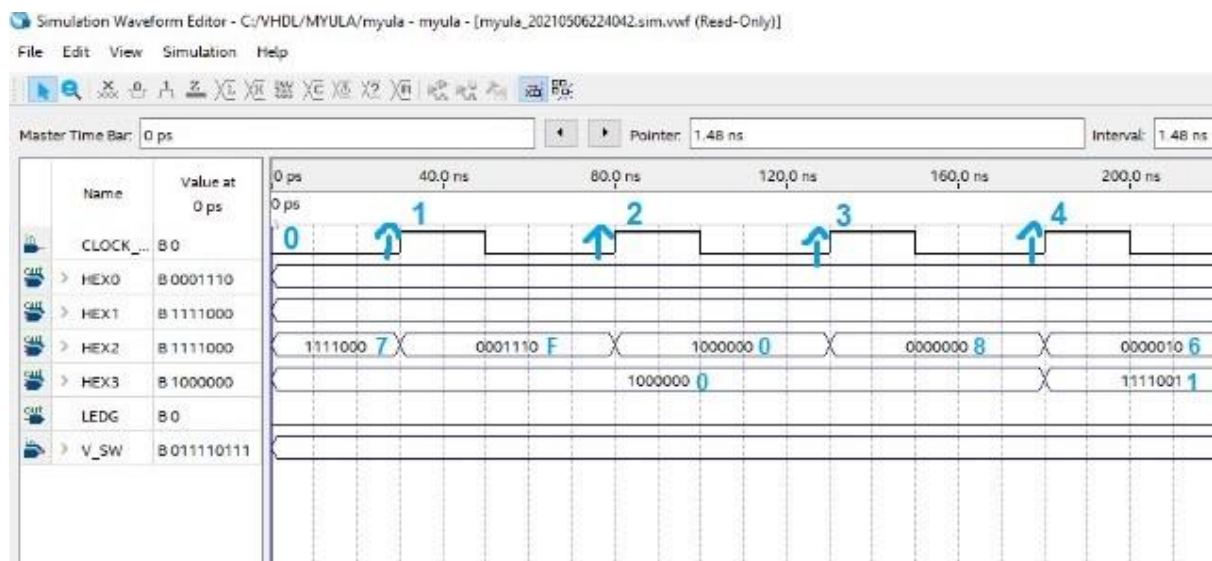 Simulation Waveform Editor - C:/VHDL/MYULA/myula - myula - [myula_20210506224042.sim.vwf (Read-Only)]
File Edit View Simulation Help
Master Time Bar: 0 ps Pointer: 1.48 ns Interval: 1.48 ns
Name Value at 0 ps
0 ps 40.0 ns 80.0 ns 120.0 ns 160.0 ns 200.0 ns
0 ps
1 2 3 4
CLOCK_... B 0 0
HEX0 B 0001110
HEX1 B 1111000
HEX2 B 1111000 1111000 7 0001110 F 1000000 0 0000000 8 0000010 6
HEX3 B 1000000 1000000 0 1111001 1
LEDG B 0
V_SW B 011110111